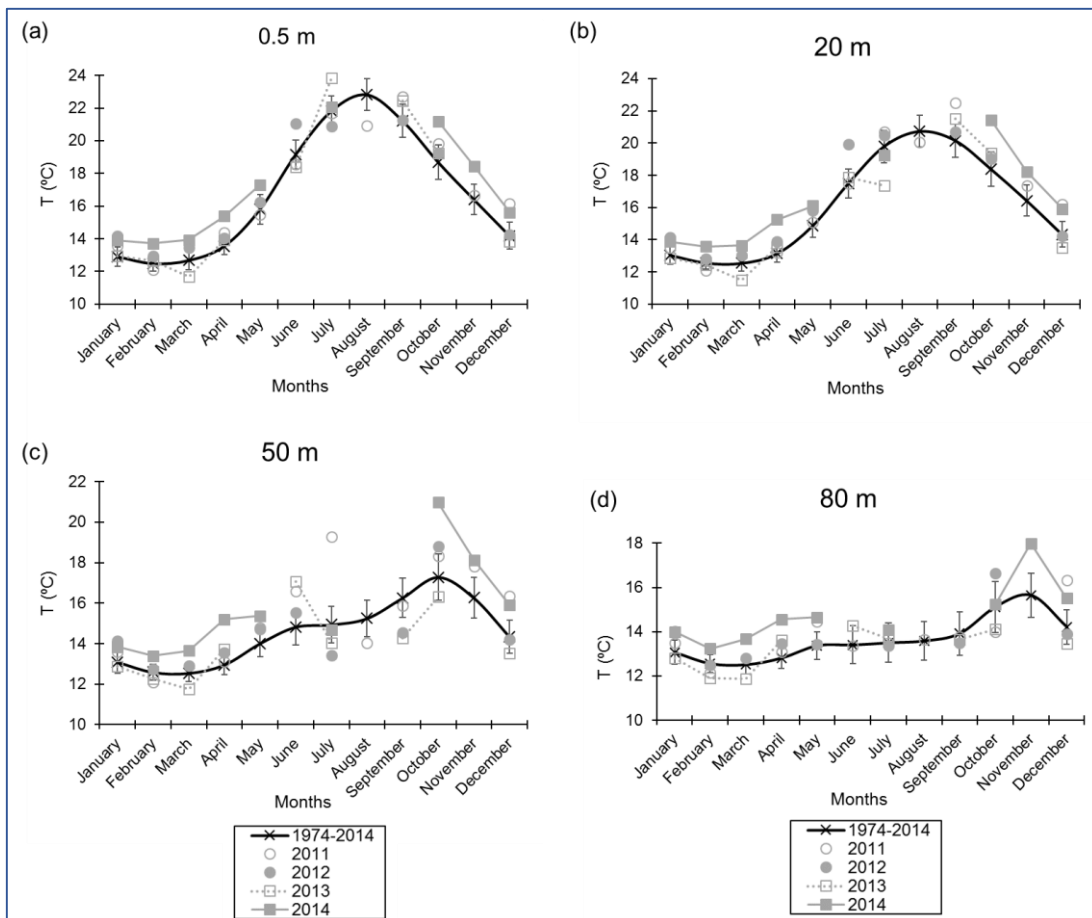 (a)
0.5 m
T (ºC)
24
22
20
18
16
14
12
10
January
February
March
April
May
June
July
August
September
October
November
December
Months
(b)
20 m
T (ºC)
24
22
20
18
16
14
12
10
January
February
March
April
May
June
July
August
September
October
November
December
Months
(c)
50 m
T (ºC)
22
20
18
16
14
12
10
January
February
March
April
May
June
July
August
September
October
November
December
Months
1974-2014
2011
2012
2013
2014
(d)
80 m
T (ºC)
18
16
14
12
10
January
February
March
April
May
June
July
August
September
October
November
December
Months
1974-2014
2011
2012
2013
2014